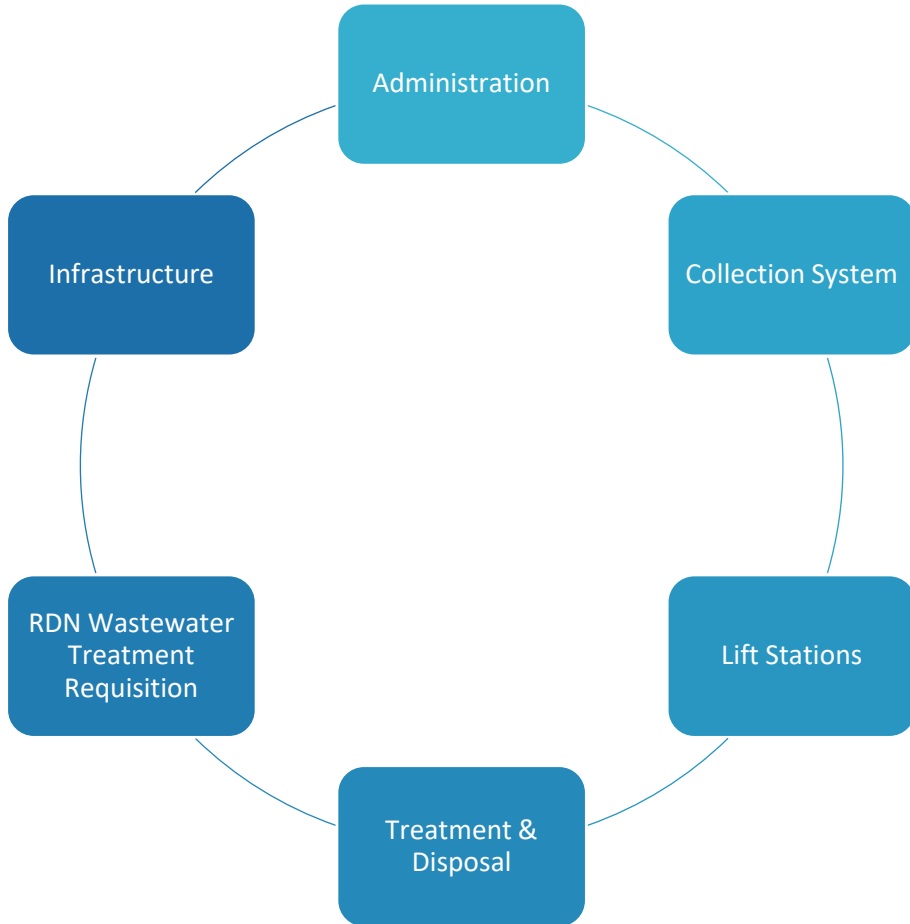 Administration
Collection System
Lift Stations
Treatment &
Disposal
RDN Wastewater
Treatment
Requisition
Infrastructure